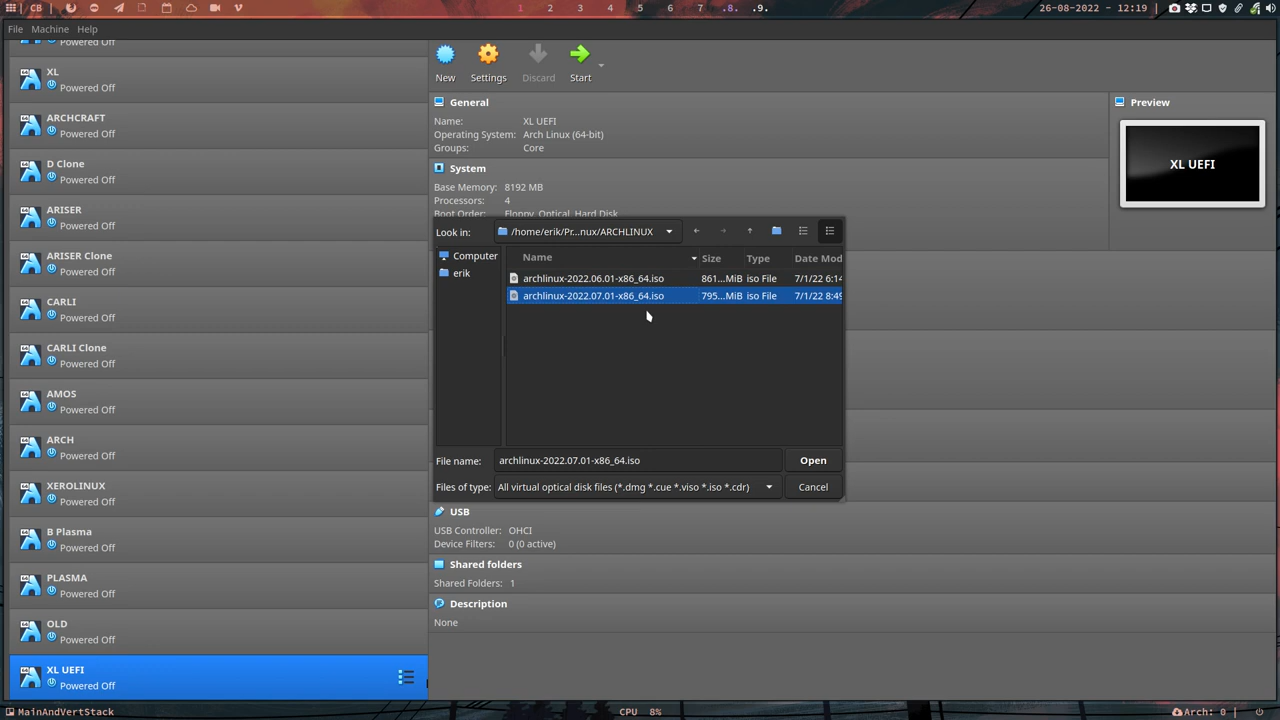 CB
1 2 3 4 5 6 7 .8. .9.
26-08-2022 - 12:19
File Machine Help
Powered Off
XL
Powered Off
ARCHCRAFT
Powered Off
D Clone
Powered Off
ARISER
Powered Off
ARISER Clone
Powered Off
CARLI
Powered Off
CARLI Clone
Powered Off
AMOS
Powered Off
ARCH
Powered Off
XEROLINUX
Powered Off
B Plasma
Powered Off
PLASMA
Powered Off
OLD
Powered Off
XL UEFI
Powered Off
New Settings Discard Start
General
Name: XL UEFI
Operating System: Arch Linux (64-bit)
Groups: Core
System
Base Memory: 8192 MB
Processors: 4
Boot Order: Floppy, Optical, Hard Disk
Preview
XL UEFI
Look in: /home/erik/Pr...nux/ARCHLINUX
Computer
erik
Name Size Type Date Mod
archlinux-2022.06.01-x86_64.iso 861...MiB iso File 7/1/22 6:14
archlinux-2022.07.01-x86_64.iso 795...MiB iso File 7/1/22 8:49
File name: archlinux-2022.07.01-x86_64.iso Open
Files of type: All virtual optical disk files (*.dmg *.cue *.viso *.iso *.cdr) Cancel
USB
USB Controller: OHCI
Device Filters: 0 (0 active)
Shared folders
Shared Folders: 1
Description
None
MainAndVertStack
CPU 8%
Arch: 0